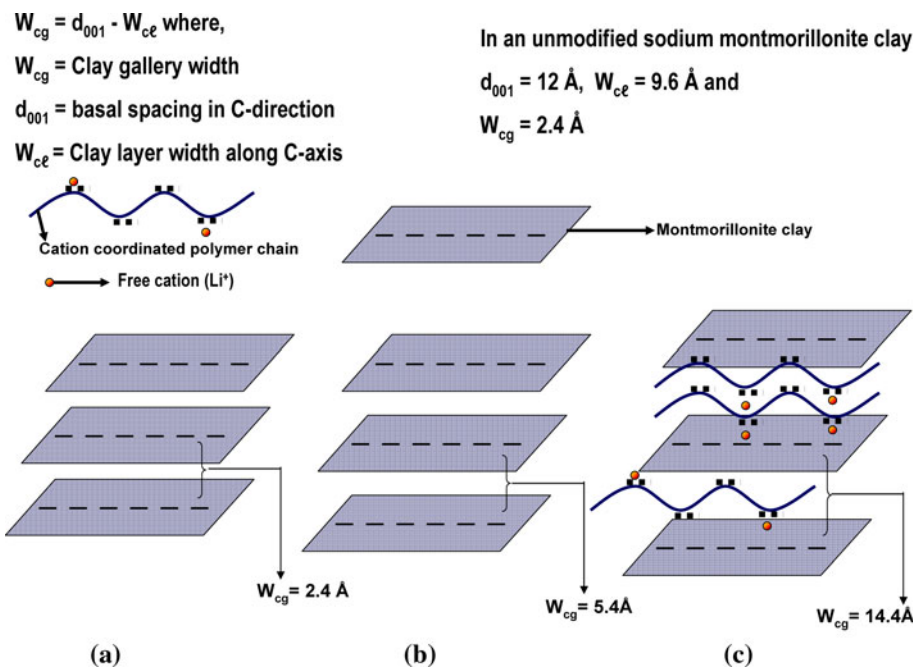 W_cg = d_001 - W_cℓ where,
W_cg = Clay gallery width
d_001 = basal spacing in C-direction
W_cℓ = Clay layer width along C-axis
In an unmodified sodium montmorillonite clay
d_001 = 12 Å, W_cℓ = 9.6 Å and
W_cg = 2.4 Å
Cation coordinated polymer chain
Free cation (Li⁺)
Montmorillonite clay
W_cg= 2.4 Å
W_cg= 5.4Å
W_cg= 14.4Å
(a)
(b)
(c)